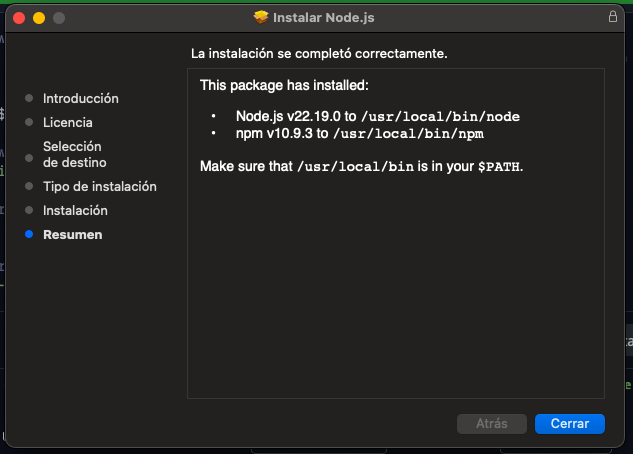 Instalar Node.js
La instalación se completó correctamente.
Introducción
Licencia
Selección
de destino
Tipo de instalación
Instalación
Resumen
This package has installed:
• Node.js v22.19.0 to /usr/local/bin/node
• npm v10.9.3 to /usr/local/bin/npm
Make sure that /usr/local/bin is in your $PATH.
Atrás
Cerrar